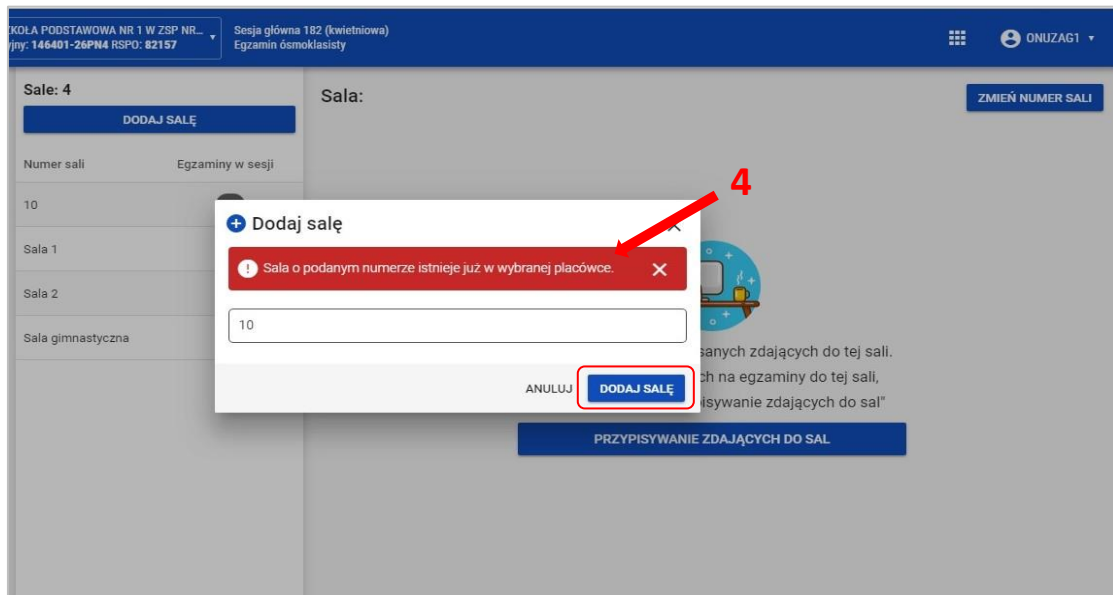 KOŁA PODSTAWOWA NR 1 W ZSP NR...
yjny: 146401-26PN4 RSPO: 82157
Sesja główna 182 (kwietniowa)
Egzamin ósmoklasisty
ONUZAG1
Sale: 4
DODAJ SALĘ
Numer sali Egzaminy w sesji
10
Sala 1
Sala 2
Sala gimnastyczna
Sala:
ZMIEŃ NUMER SALI
4
Dodaj salę
Sala o podanym numerze istnieje już w wybranej placówce.
10
ANULUJ DODAJ SALĘ
sanych zdających do tej sali.
ch na egzaminy do tej sali,
isywanie zdających do sal"
PRZYPISYWANIE ZDAJĄCYCH DO SAL